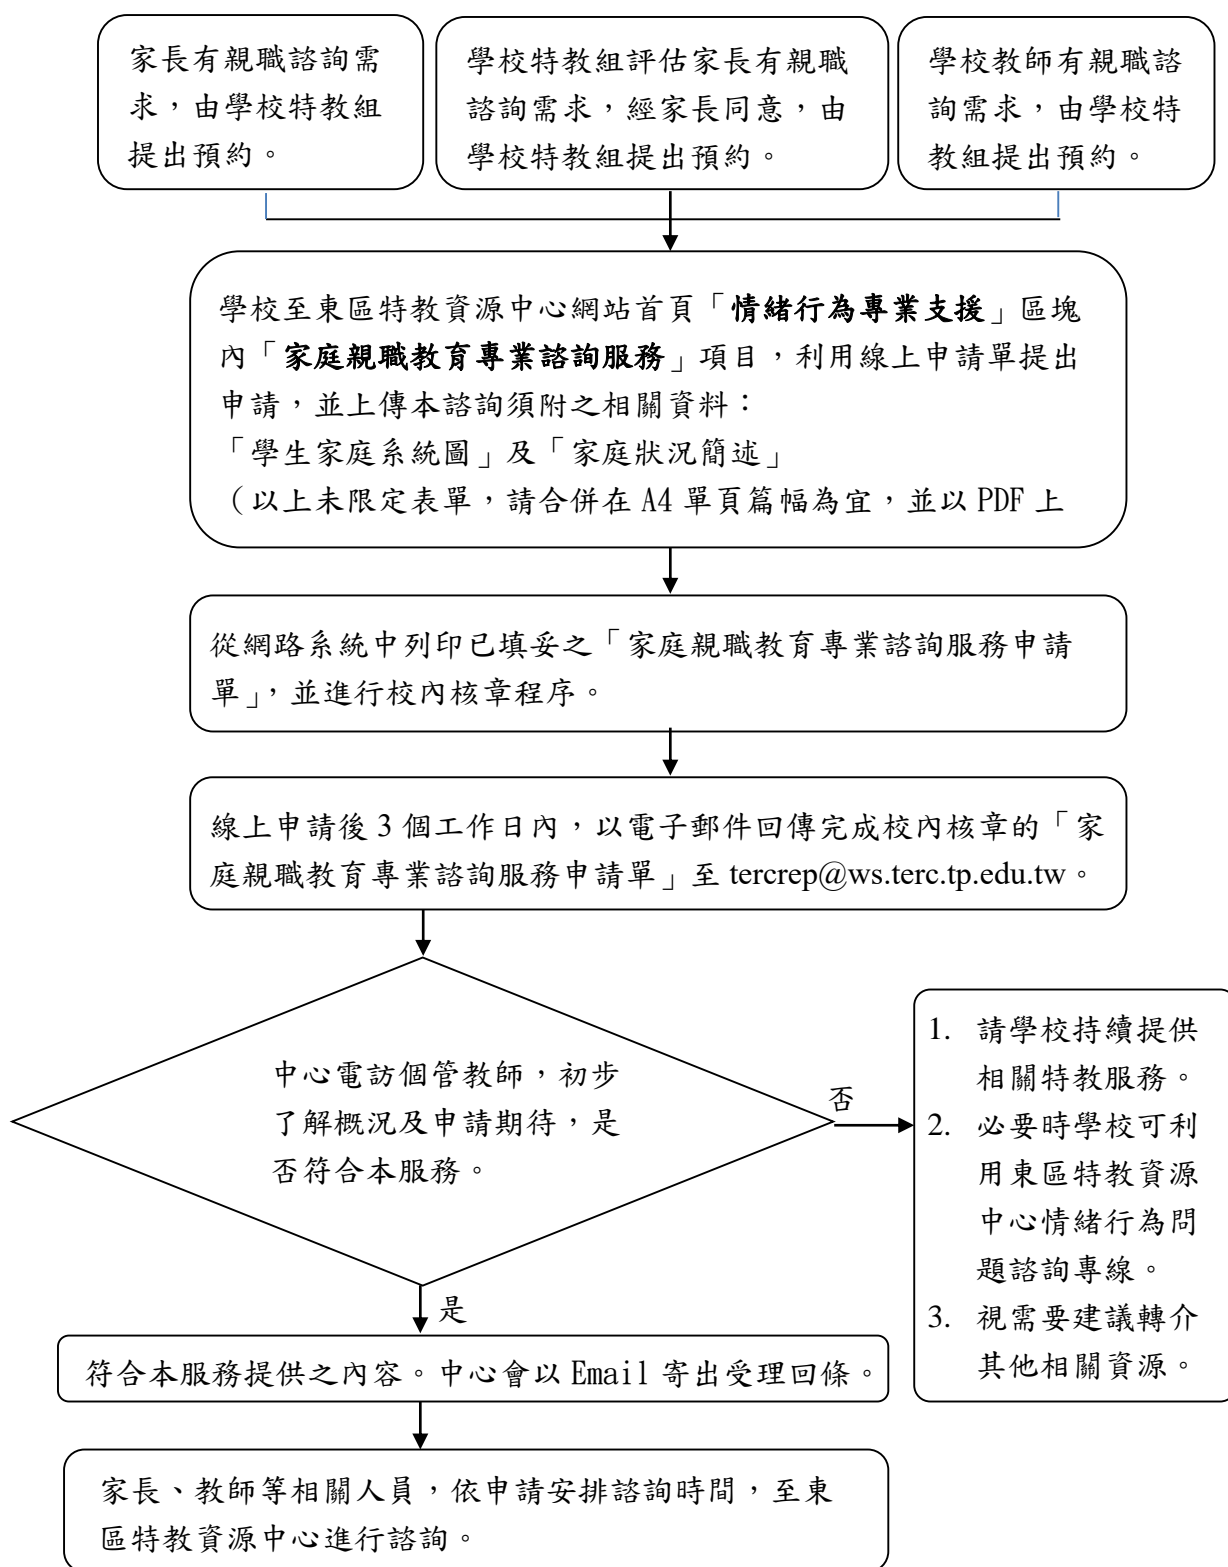 家長有親職諮詢需
求，由學校特教組
提出預約。
學校特教組評估家長有親職
諮詢需求，經家長同意，由
學校特教組提出預約。
學校教師有親職諮
詢需求，由學校特
教組提出預約。
學校至東區特教資源中心網站首頁「情緒行為專業支援」區塊
內「家庭親職教育專業諮詢服務」項目，利用線上申請單提出
申請，並上傳本諮詢須附之相關資料：
「學生家庭系統圖」及「家庭狀況簡述」
（以上未限定表單，請合併在 A4 單頁篇幅為宜，並以 PDF 上
從網路系統中列印已填妥之「家庭親職教育專業諮詢服務申請
單」，並進行校內核章程序。
線上申請後 3 個工作日內，以電子郵件回傳完成校內核章的「家
庭親職教育專業諮詢服務申請單」至 tercrep@ws.terc.tp.edu.tw。
中心電訪個管教師，初步
了解概況及申請期待，是
否符合本服務。
否
1. 請學校持續提供
相關特教服務。
2. 必要時學校可利
用東區特教資源
中心情緒行為問
題諮詢專線。
3. 視需要建議轉介
其他相關資源。
是
符合本服務提供之內容。中心會以 Email 寄出受理回條。
家長、教師等相關人員，依申請安排諮詢時間，至東
區特教資源中心進行諮詢。